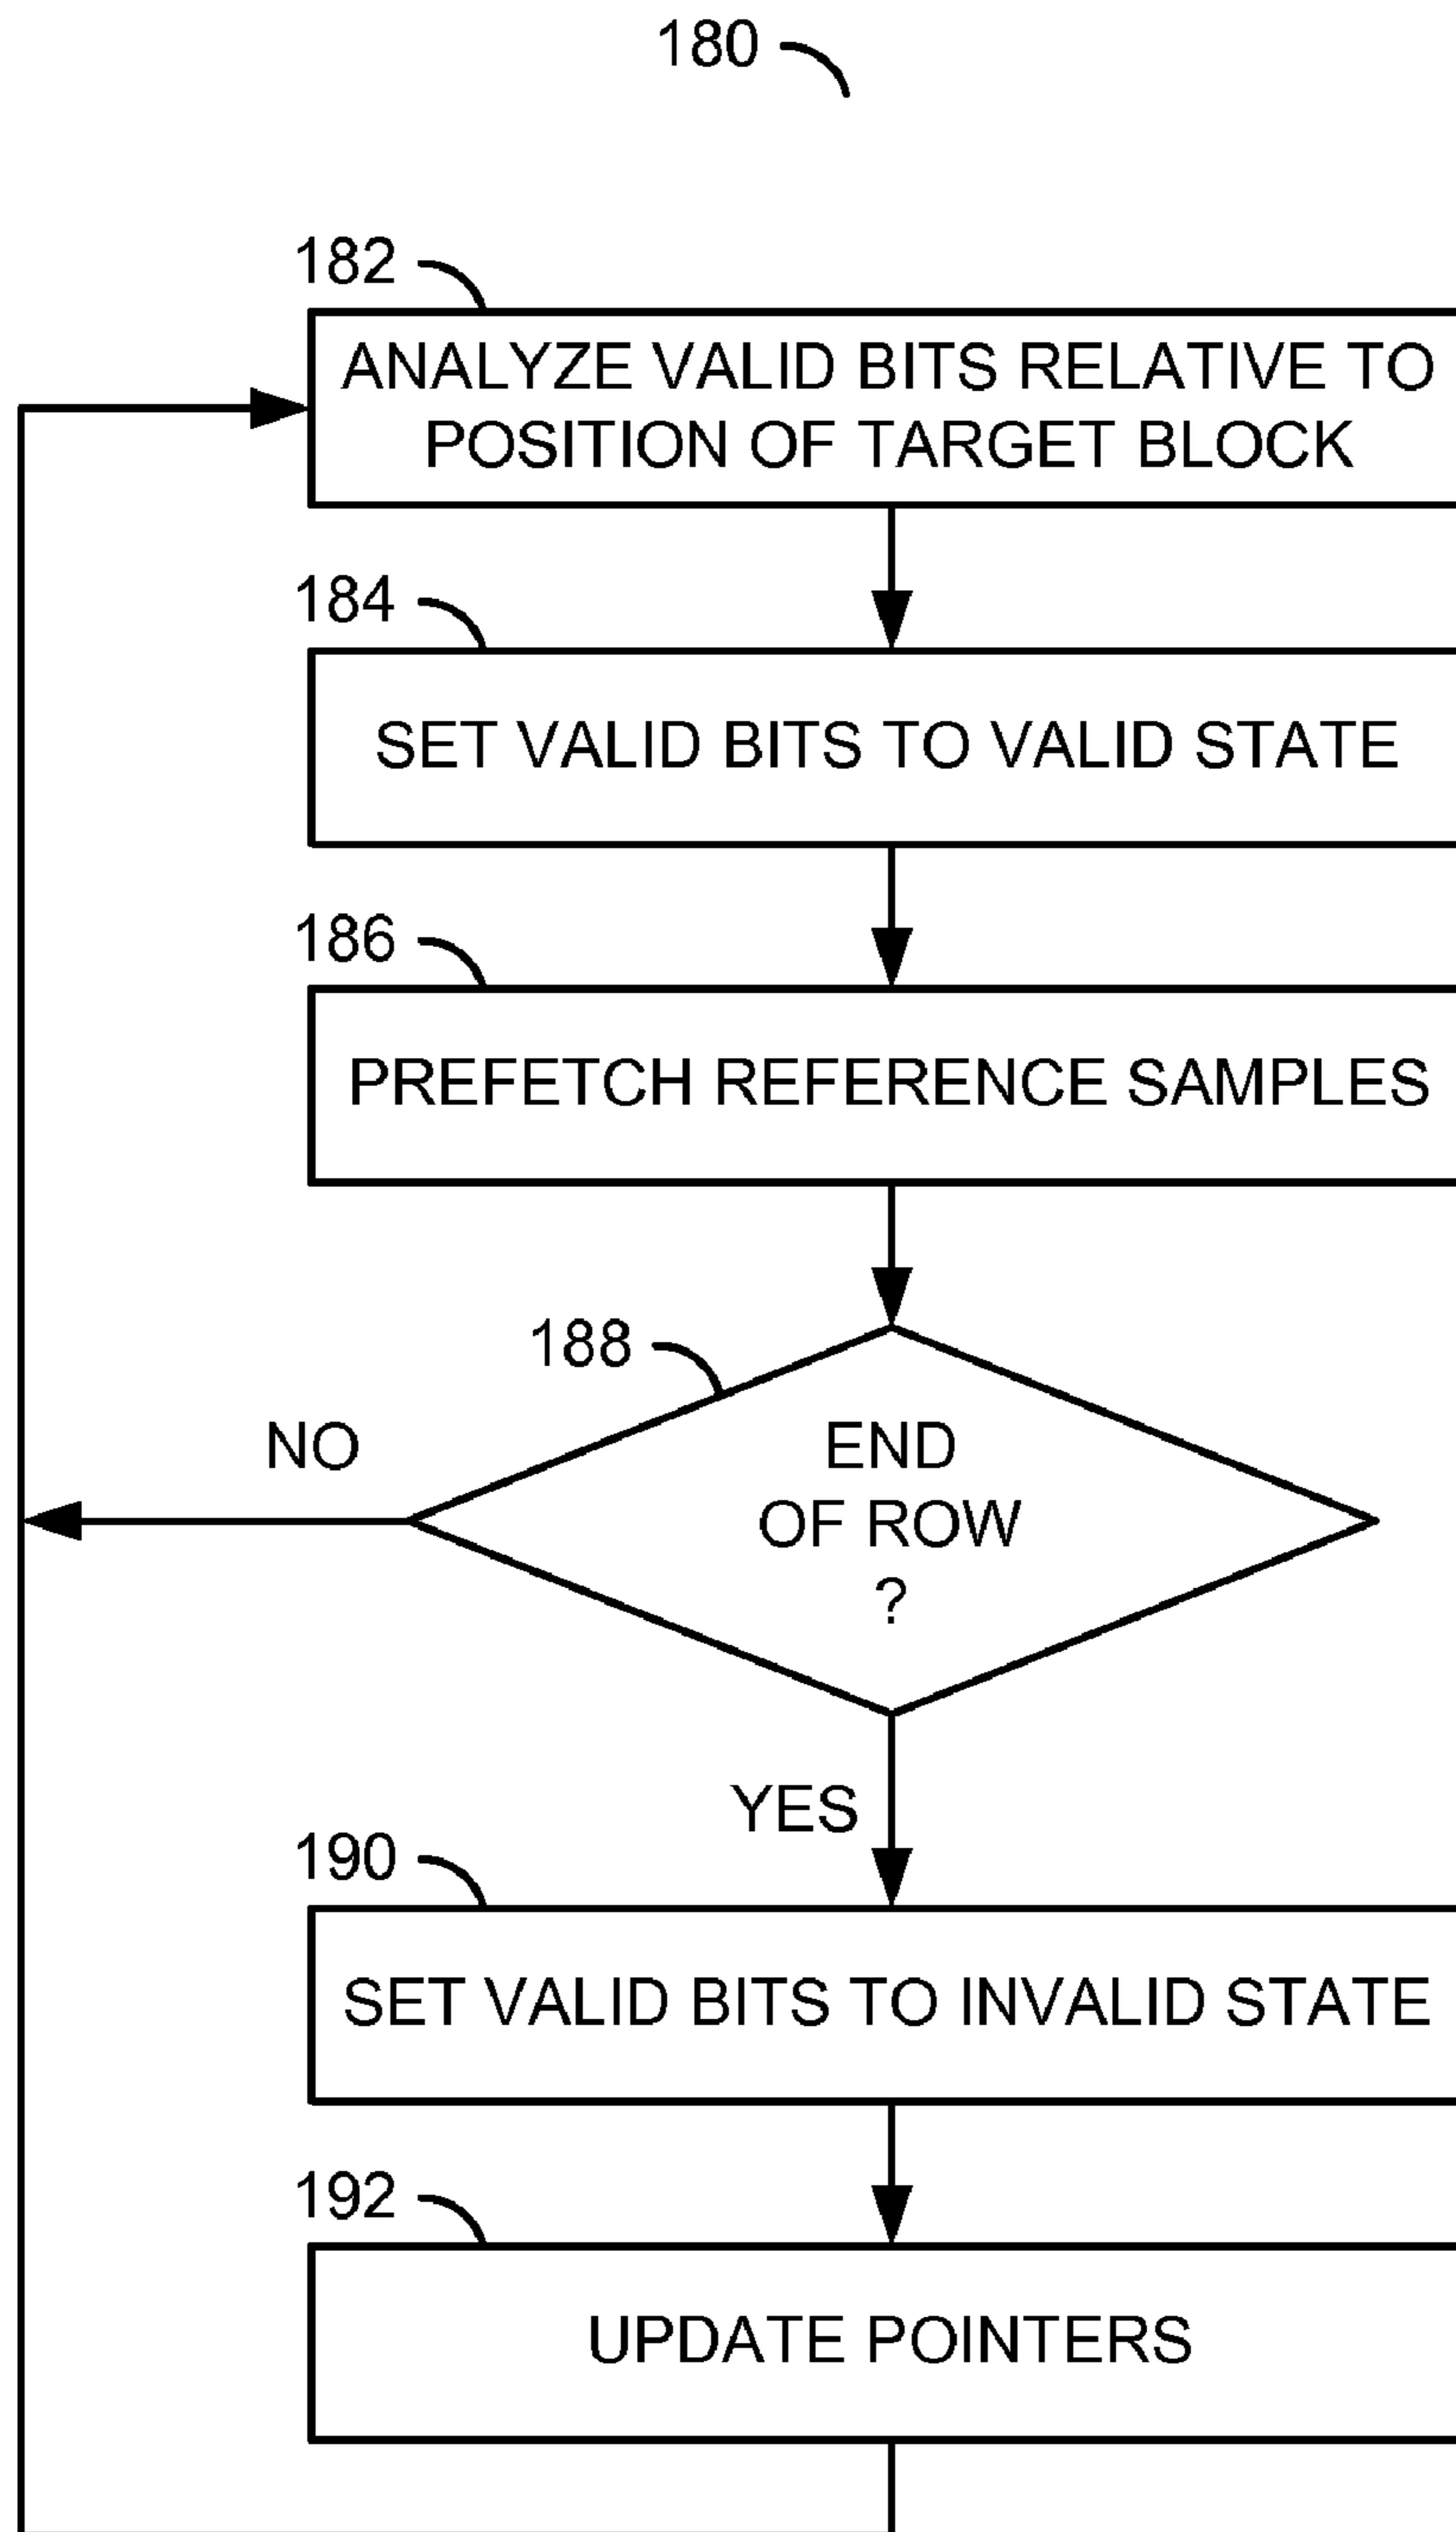 180
182
ANALYZE VALID BITS RELATIVE TO
POSITION OF TARGET BLOCK
184
SET VALID BITS TO VALID STATE
186
PREFETCH REFERENCE SAMPLES
188
NO
END
OF ROW
?
YES
190
SET VALID BITS TO INVALID STATE
192
UPDATE POINTERS